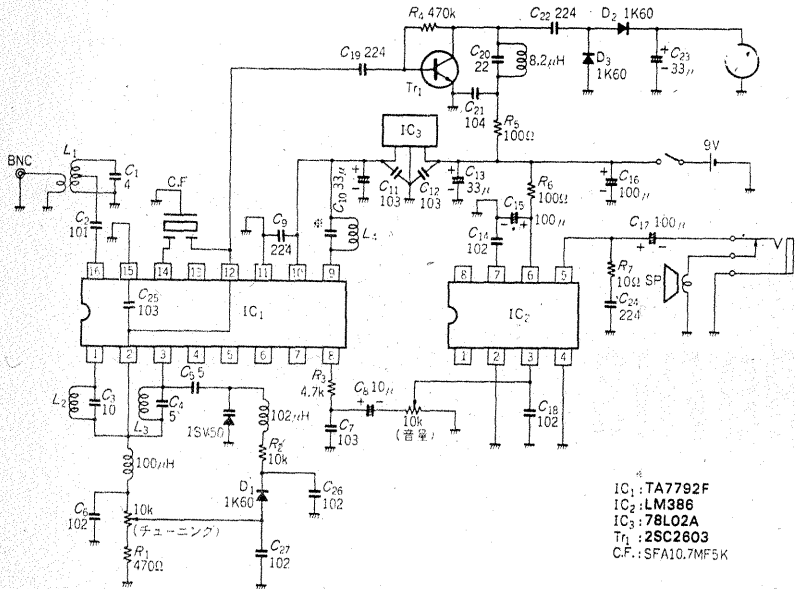 R4 470k
C22 224
D2 1K60
C19 224
C20
22
8.2μH
D3
1K60
C23
33μ
Tr1
C21
104
R5
100Ω
IC3
BNC
L1
C1
4
C.F
C2
101
C9
224
C10 33μ
※
L4
C11
103
C12
103
C13
33μ
R6
100Ω
C15
100μ
C14
102
C16
100μ
9V
C17 100μ
R7
10Ω
C24
224
SP
16
15
14
13
12
11
10
9
C25
103
IC1
1
2
3
4
5
6
7
8
8
7
6
5
IC2
1
2
3
4
L2
C3
10
L3
C4
5
C5 5
1SV50
102μH
R2
10k
R3
4.7k
C7
103
C8 10μ
10k
(音量)
C18
102
100μH
C6
102
10k
(チューニング)
R1
470Ω
D1
1K60
C26
102
C27
102
IC1:TA7792F
IC2:LM386
IC3:78L02A
Tr1:2SC2603
C.F.:SFA10.7MF5K